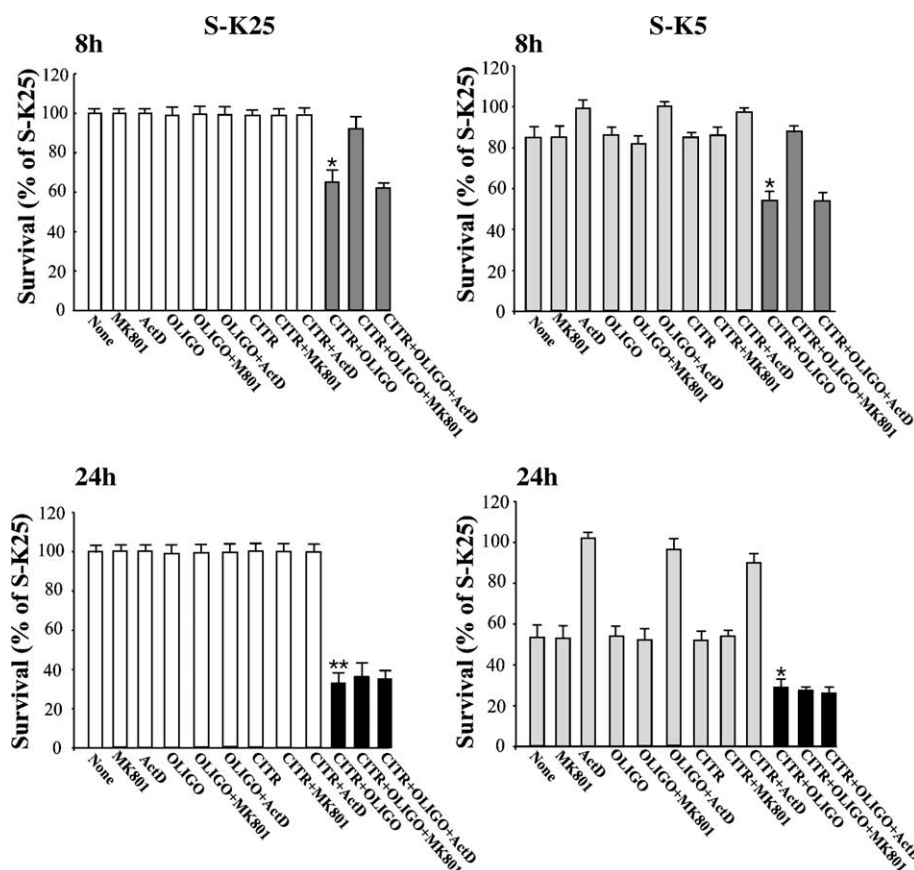 S-K25
S-K5
8h
8h
Survival (% of S-K25)
120
100
80
60
40
20
0
*
None
MK801
ActD
OLIGO
OLIGO+M801
OLIGO+ActD
CITR
CITR+MK801
CITR+ActD
CITR+OLIGO
CITR+OLIGO+MK801
CITR+OLIGO+ActD
Survival (% of S-K25)
120
100
80
60
40
20
0
*
None
MK801
ActD
OLIGO
OLIGO+MK801
OLIGO+ActD
CITR
CITR+MK801
CITR+ActD
CITR+OLIGO
CITR+OLIGO+MK801
CITR+OLIGO+ActD
24h
24h
Survival (% of S-K25)
120
100
80
60
40
20
0
**
None
MK801
ActD
OLIGO
OLIGO+MK801
OLIGO+ActD
CITR
CITR+MK801
CITR+ActD
CITR+OLIGO
CITR+OLIGO+MK801
CITR+OLIGO+ActD
Survival (% of S-K25)
120
100
80
60
40
20
0
*
None
MK801
ActD
OLIGO
OLIGO+MK801
OLIGO+ActD
CITR
CITR+MK801
CITR+ActD
CITR+OLIGO
CITR+OLIGO+MK801
CITR+OLIGO+ActD